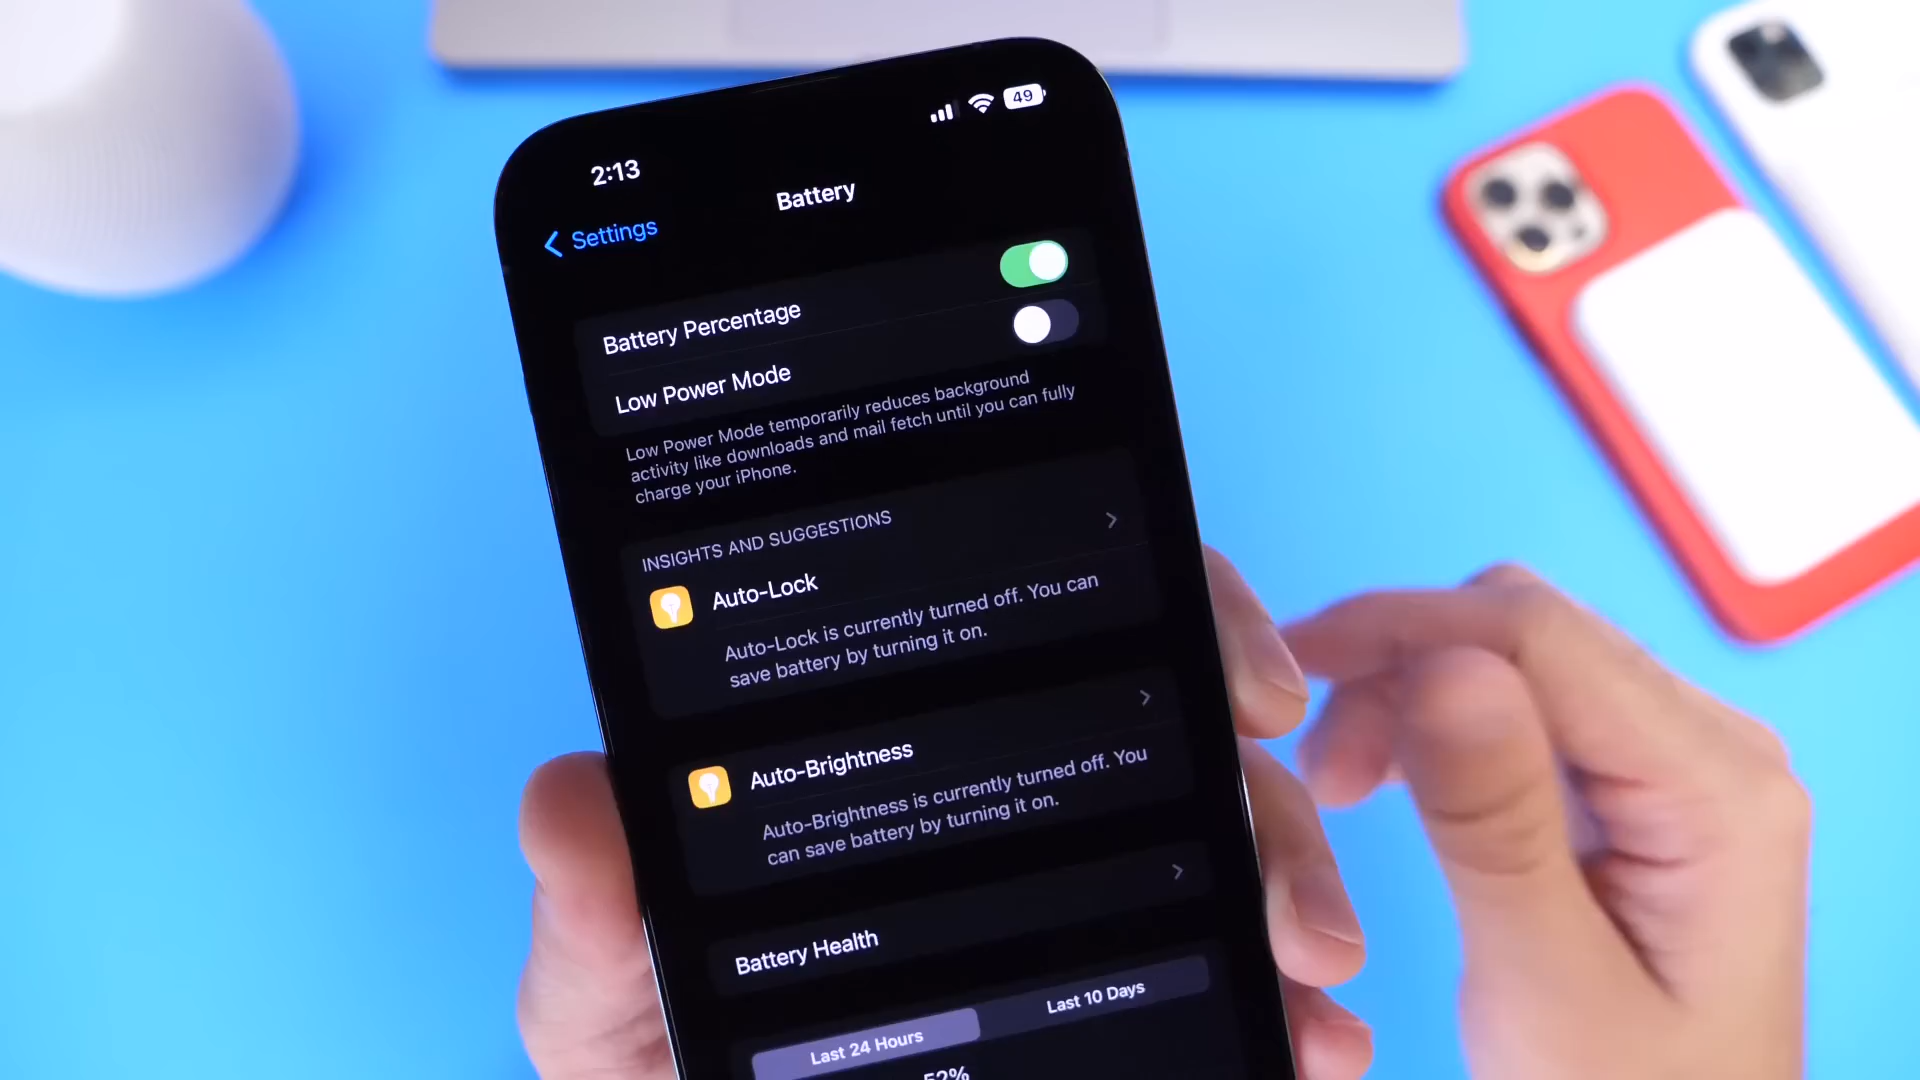 2:13
49
Settings
Battery
Battery Percentage
Low Power Mode
Low Power Mode temporarily reduces background
activity like downloads and mail fetch until you can fully
charge your iPhone.
INSIGHTS AND SUGGESTIONS
Auto-Lock
Auto-Lock is currently turned off. You can
save battery by turning it on.
Auto-Brightness
Auto-Brightness is currently turned off. You
can save battery by turning it on.
Battery Health
Last 24 Hours
Last 10 Days
52%